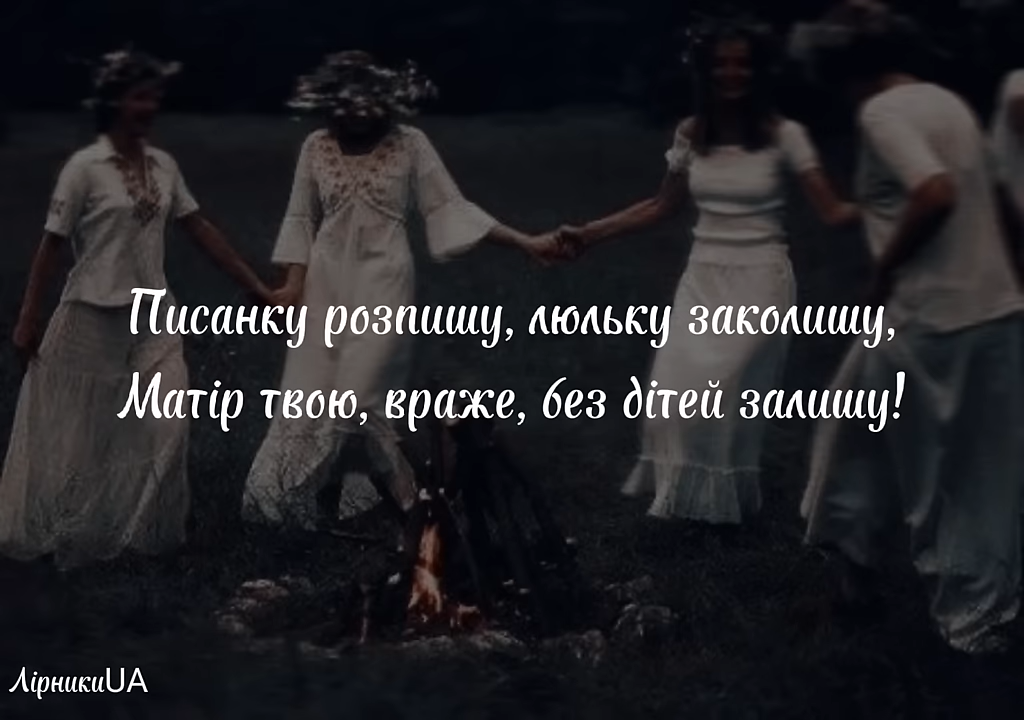 Писанку розпишу, люльку заколишу,
Матір твою, враже, без дітей залишу!
ЛірникиUA